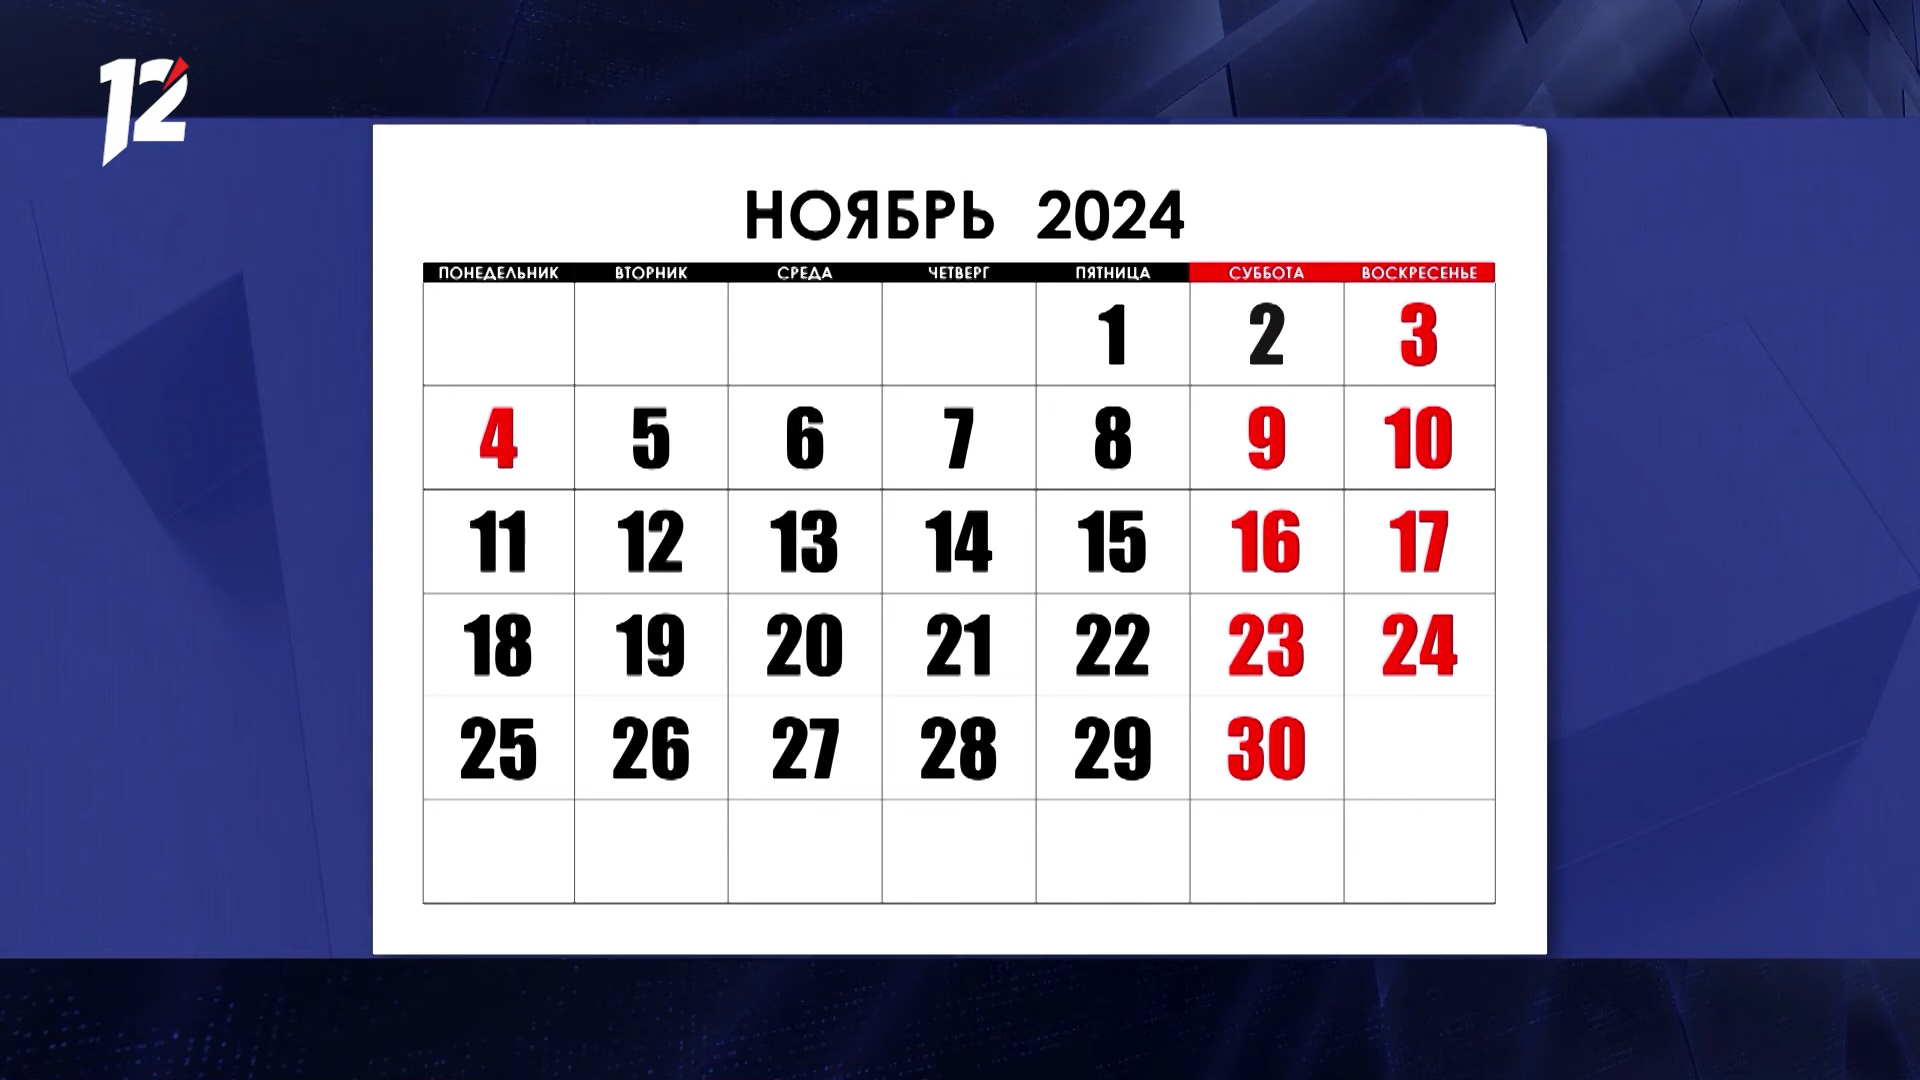 12
НОЯБРЬ 2024
ПОНЕДЕЛЬНИК ВТОРНИК СРЕДА ЧЕТВЕРГ ПЯТНИЦА СУББОТА ВОСКРЕСЕНЬЕ
1 2 3
4 5 6 7 8 9 10
11 12 13 14 15 16 17
18 19 20 21 22 23 24
25 26 27 28 29 30